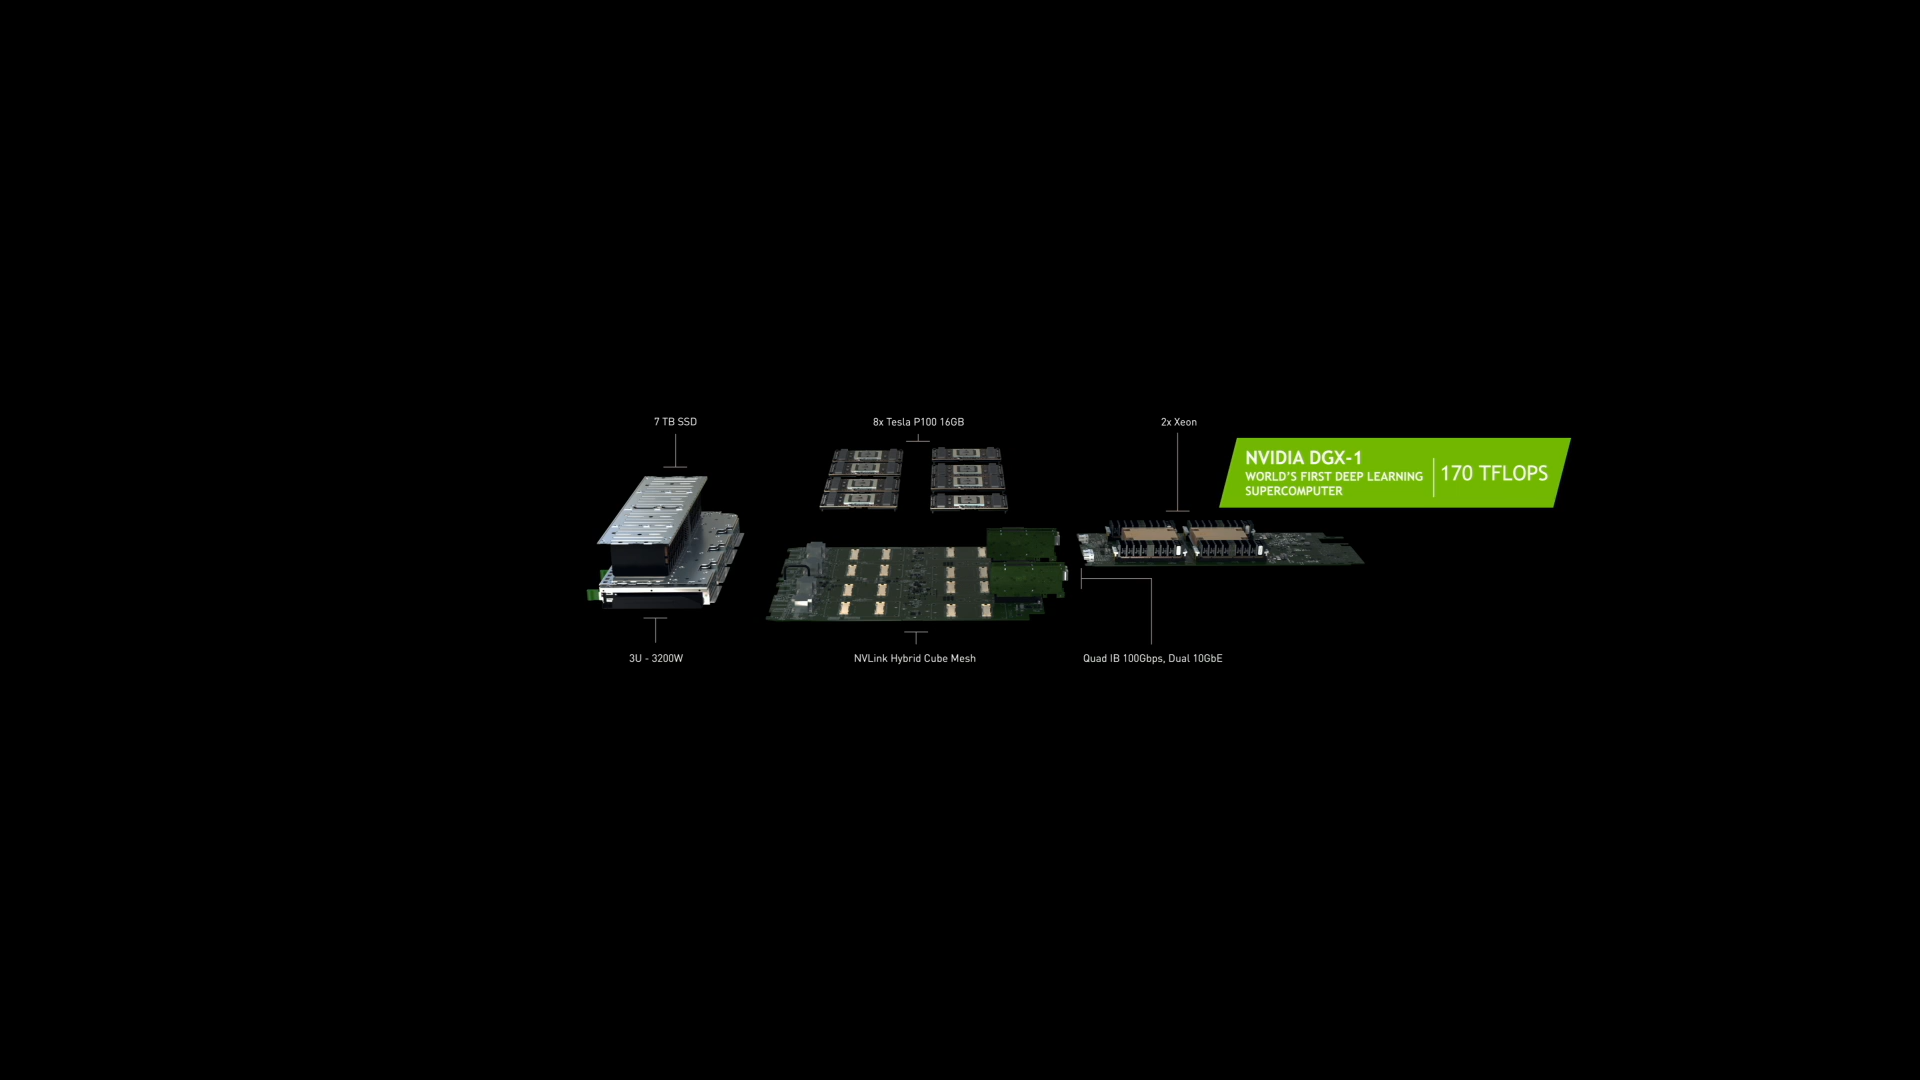 7 TB SSD
8x Tesla P100 16GB
2x Xeon
NVIDIA DGX-1
WORLD'S FIRST DEEP LEARNING
SUPERCOMPUTER
170 TFLOPS
3U - 3200W
NVLink Hybrid Cube Mesh
Quad IB 100Gbps, Dual 10GbE